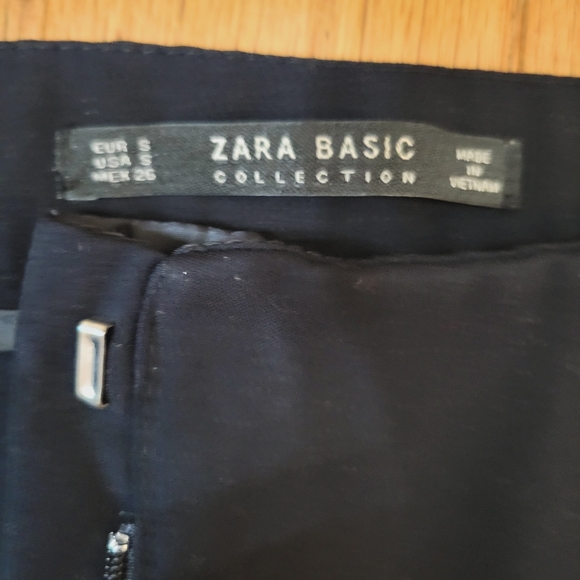 EUR S
USA S
MEX 26
ZARA BASIC
COLLECTION
MADE
IN
VIETNAM